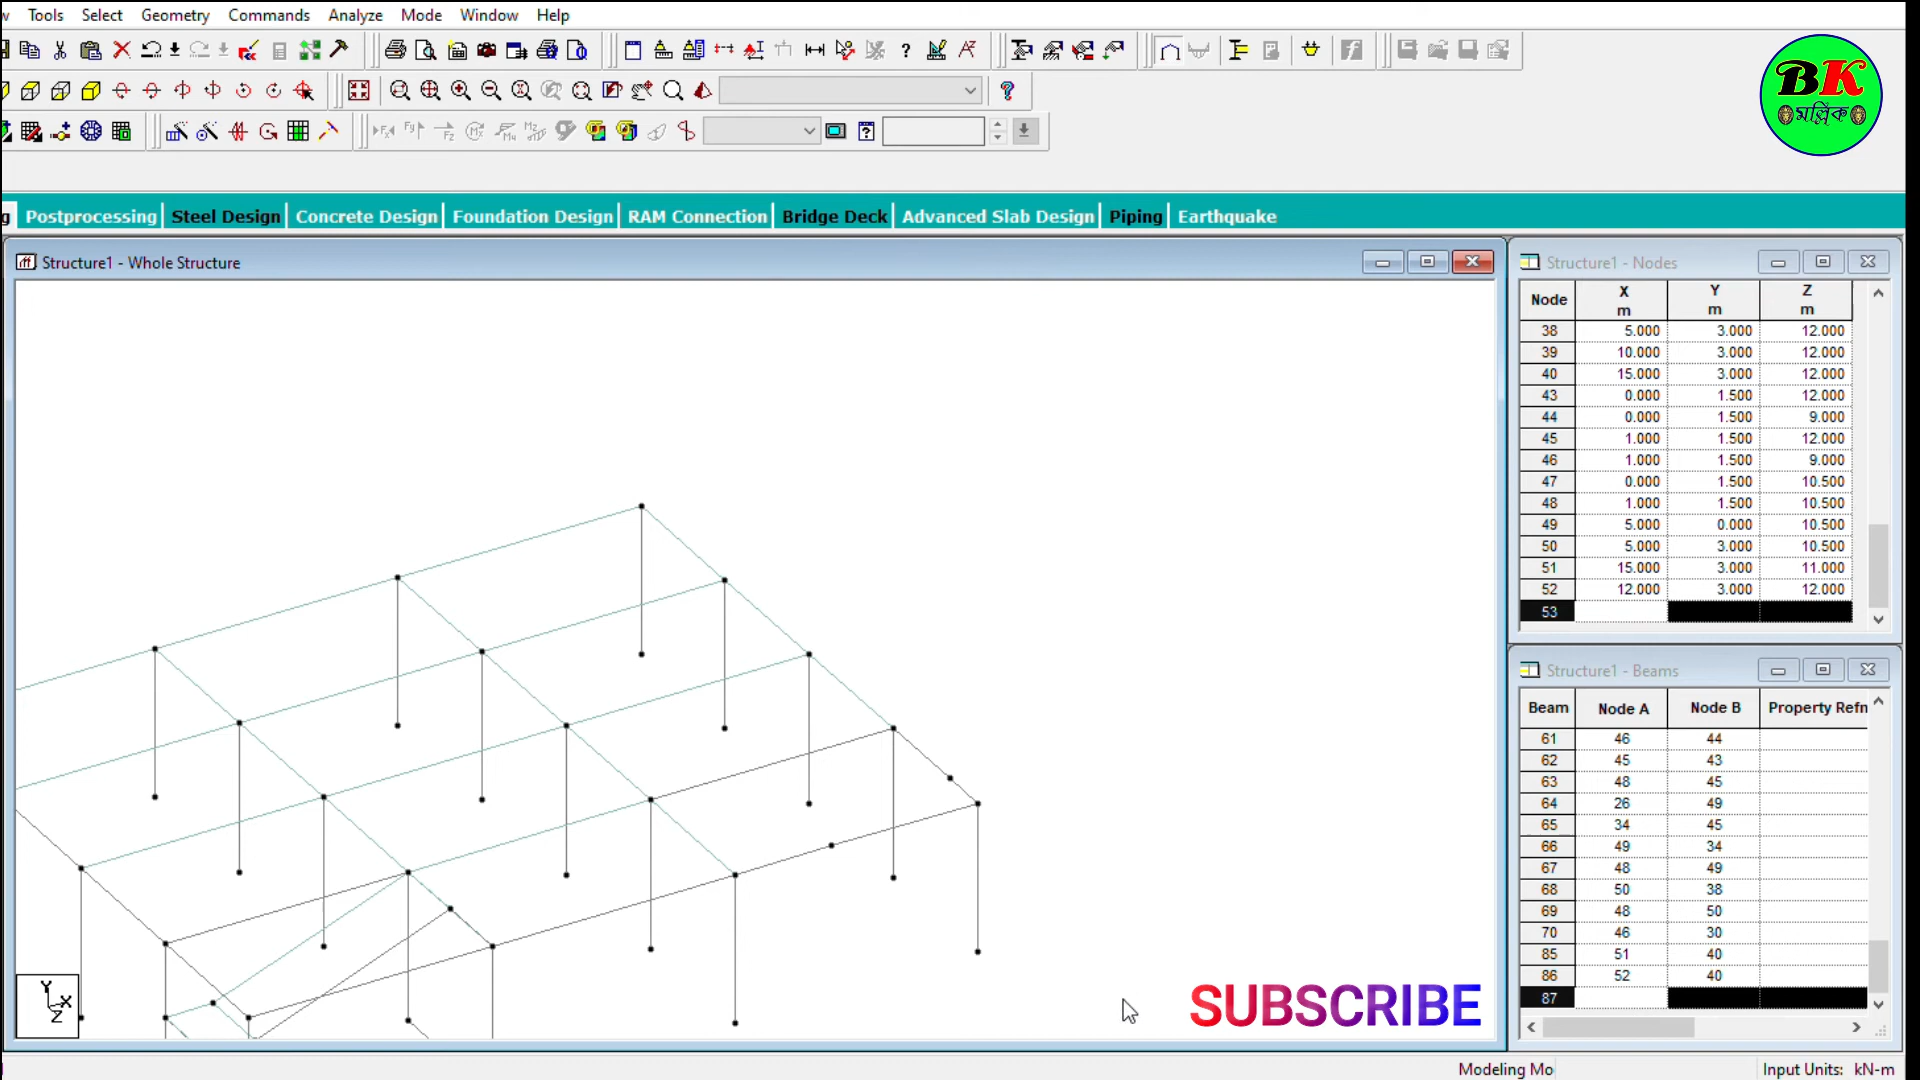 w Tools Select Geometry Commands Analyze Mode Window Help
BK
মল্লিক
g Postprocessing Steel Design Concrete Design Foundation Design RAM Connection Bridge Deck Advanced Slab Design Piping Earthquake
Structure1 - Whole Structure
Structure1 - Nodes
Node X m Y m Z m
38 5.000 3.000 12.000
39 10.000 3.000 12.000
40 15.000 3.000 12.000
43 0.000 1.500 12.000
44 0.000 1.500 9.000
45 1.000 1.500 12.000
46 1.000 1.500 9.000
47 0.000 1.500 10.500
48 1.000 1.500 10.500
49 5.000 0.000 10.500
50 5.000 3.000 10.500
51 15.000 3.000 11.000
52 12.000 3.000 12.000
53
Structure1 - Beams
Beam Node A Node B Property Refn
61 46 44
62 45 43
63 48 45
64 26 49
65 34 45
66 49 34
67 48 49
68 50 38
69 48 50
70 46 30
85 51 40
86 52 40
87
Y X Z
SUBSCRIBE
Modeling Mo Input Units: kN-m